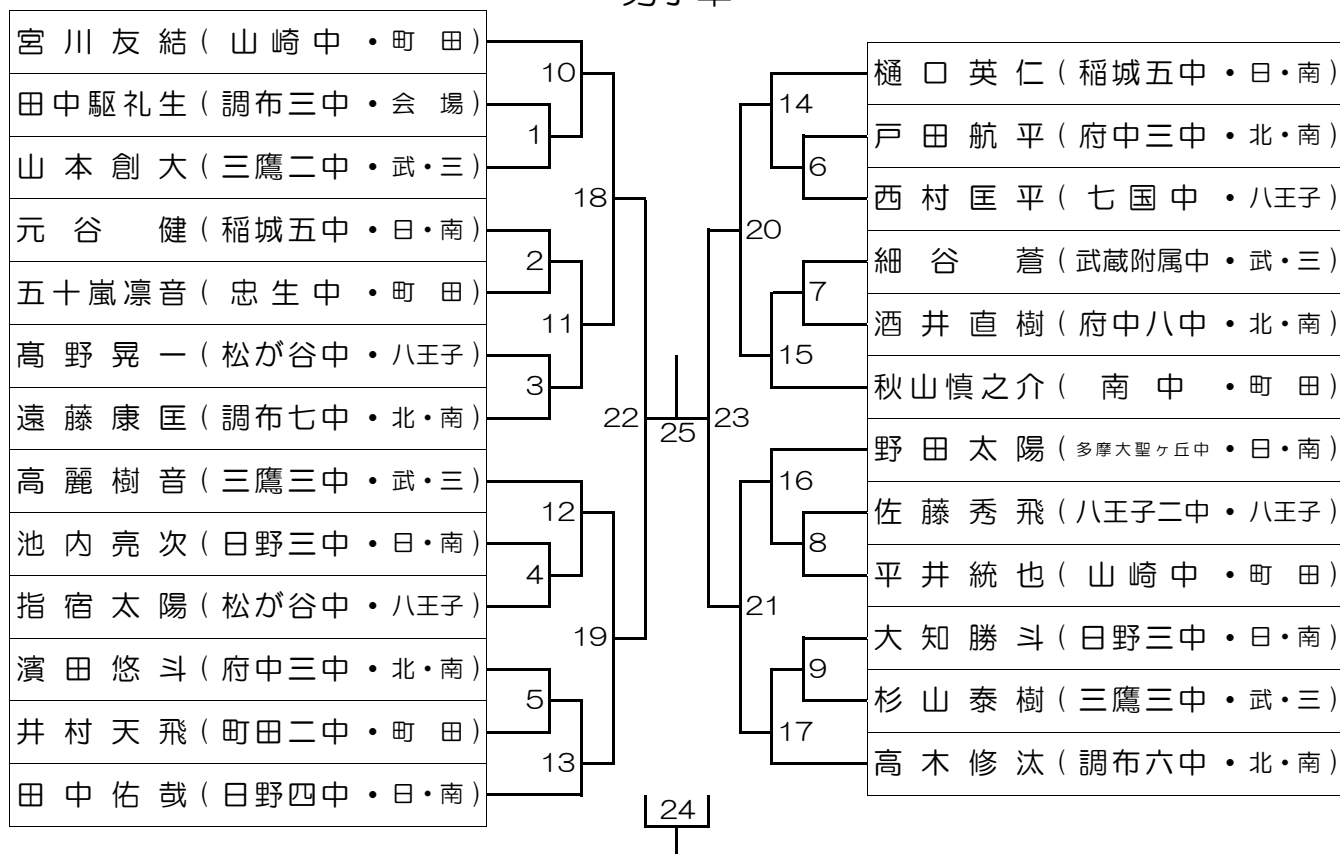 宮川友結(山崎中・町田)
田中駆礼生(調布三中・会場)
山本創大(三鷹二中・武・三)
元谷 健(稲城五中・日・南)
五十嵐凛音(忠生中・町田)
髙野晃一(松が谷中・八王子)
遠藤康匡(調布七中・北・南)
高麗樹音(三鷹三中・武・三)
池内亮次(日野三中・日・南)
指宿太陽(松が谷中・八王子)
濱田悠斗(府中三中・北・南)
井村天飛(町田二中・町田)
田中佑哉(日野四中・日・南)
10
1
18
2
11
3
22
12
4
19
5
13
25
24
23
14
6
20
7
15
16
8
21
9
17
樋口英仁(稲城五中・日・南)
戸田航平(府中三中・北・南)
西村匡平(七国中・八王子)
細谷 蒼(武蔵附属中・武・三)
酒井直樹(府中八中・北・南)
秋山慎之介(南中・町田)
野田太陽(多摩大聖ヶ丘中・日・南)
佐藤秀飛(八王子二中・八王子)
平井統也(山崎中・町田)
大知勝斗(日野三中・日・南)
杉山泰樹(三鷹三中・武・三)
高木修汰(調布六中・北・南)